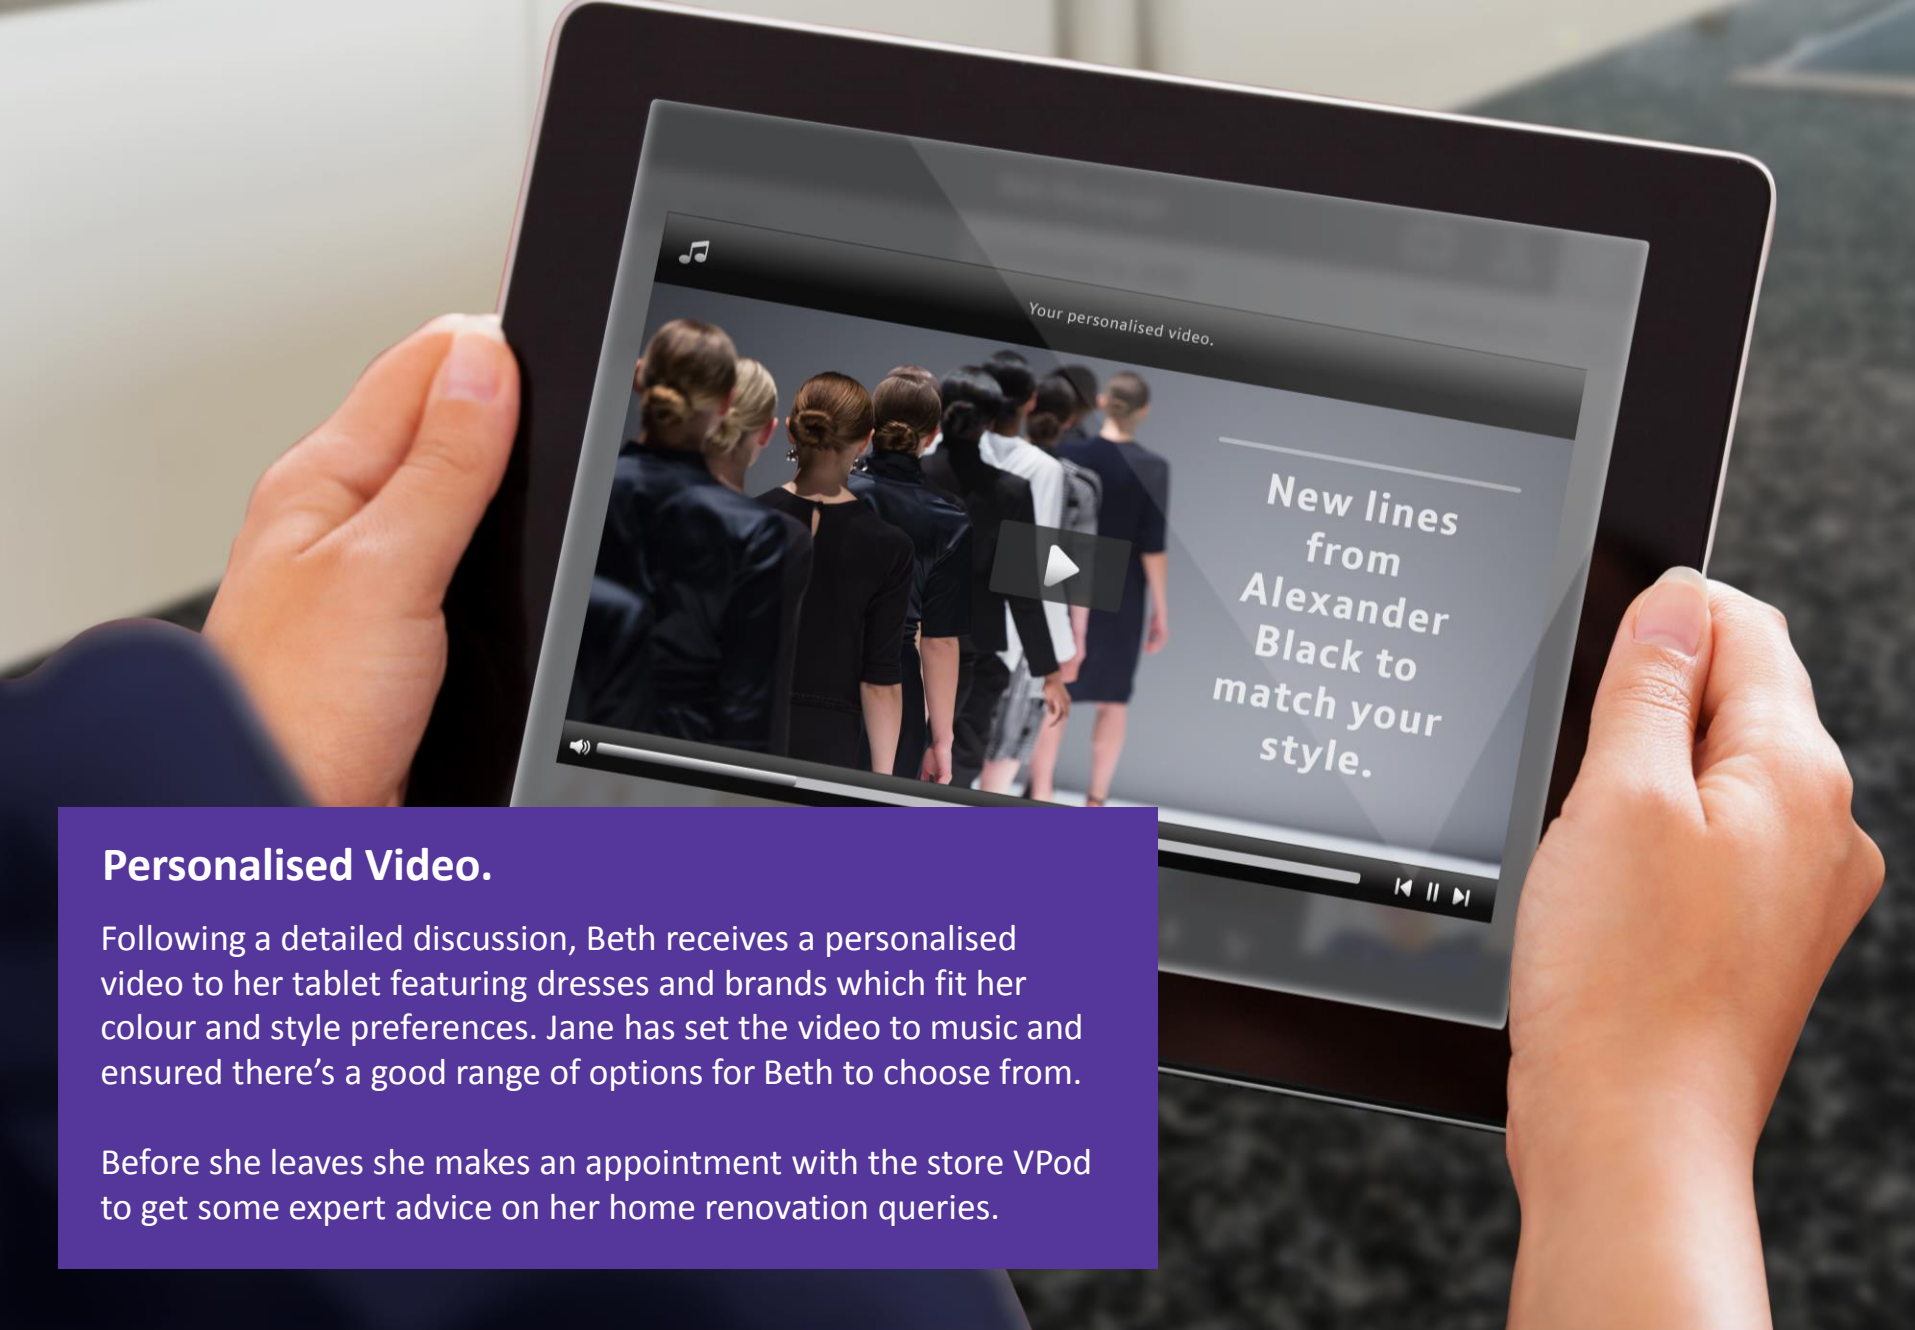 Your personalised video.
New lines
from
Alexander
Black to
match your
style.
Personalised Video.
Following a detailed discussion, Beth receives a personalised
video to her tablet featuring dresses and brands which fit her
colour and style preferences. Jane has set the video to music and
ensured there’s a good range of options for Beth to choose from.
Before she leaves she makes an appointment with the store VPod
to get some expert advice on her home renovation queries.